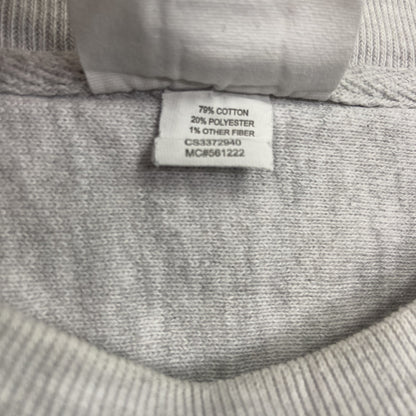 79% COTTON
20% POLYESTER
1% OTHER FIBER
CS3372940
MC#561222